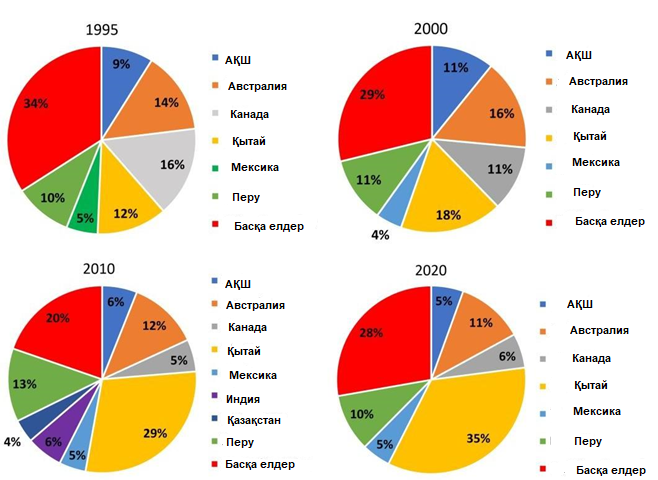 1995
9%
14%
16%
12%
5%
10%
34%
АҚШ
Австралия
Канада
Қытай
Мексика
Перу
Басқа елдер
2000
11%
16%
11%
18%
4%
11%
29%
АҚШ
Австралия
Канада
Қытай
Мексика
Перу
Басқа елдер
2010
6%
12%
5%
29%
5%
6%
4%
13%
20%
АҚШ
Австралия
Канада
Қытай
Мексика
Индия
Қазақстан
Перу
Басқа елдер
2020
5%
11%
6%
35%
5%
10%
28%
АҚШ
Австралия
Канада
Қытай
Мексика
Перу
Басқа елдер